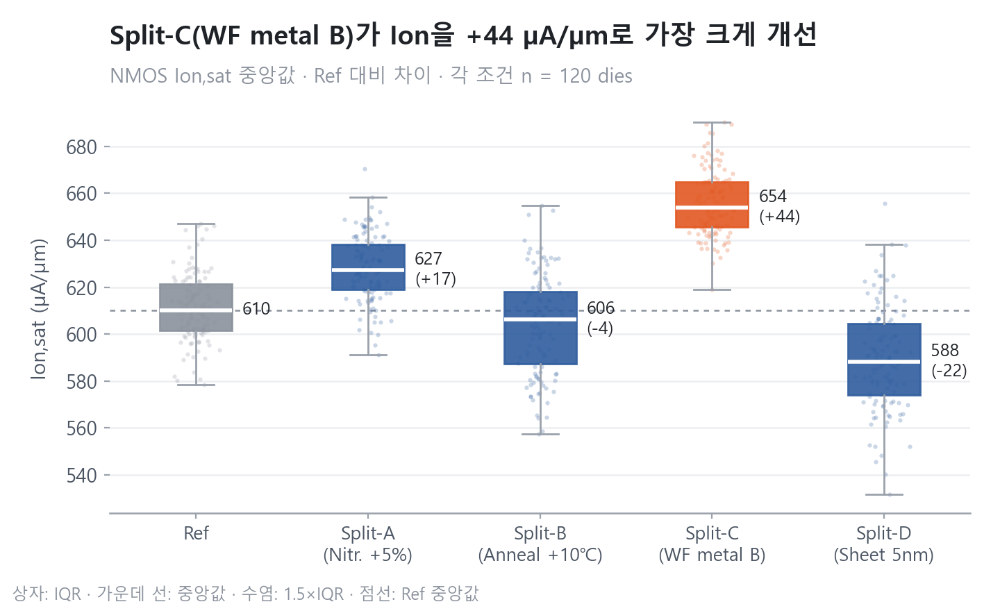 Split-C(WF metal B)가 Ion을 +44 µA/µm로 가장 크게 개선
NMOS Ion,sat 중앙값 · Ref 대비 차이 · 각 조건 n = 120 dies
Ion,sat (µA/µm)
680
660
640
620
600
580
560
540
610
627
(+17)
606
(-4)
654
(+44)
588
(-22)
Ref
Split-A
(Nitr. +5%)
Split-B
(Anneal +10℃)
Split-C
(WF metal B)
Split-D
(Sheet 5nm)
상자: IQR · 가운데 선: 중앙값 · 수염: 1.5×IQR · 점선: Ref 중앙값